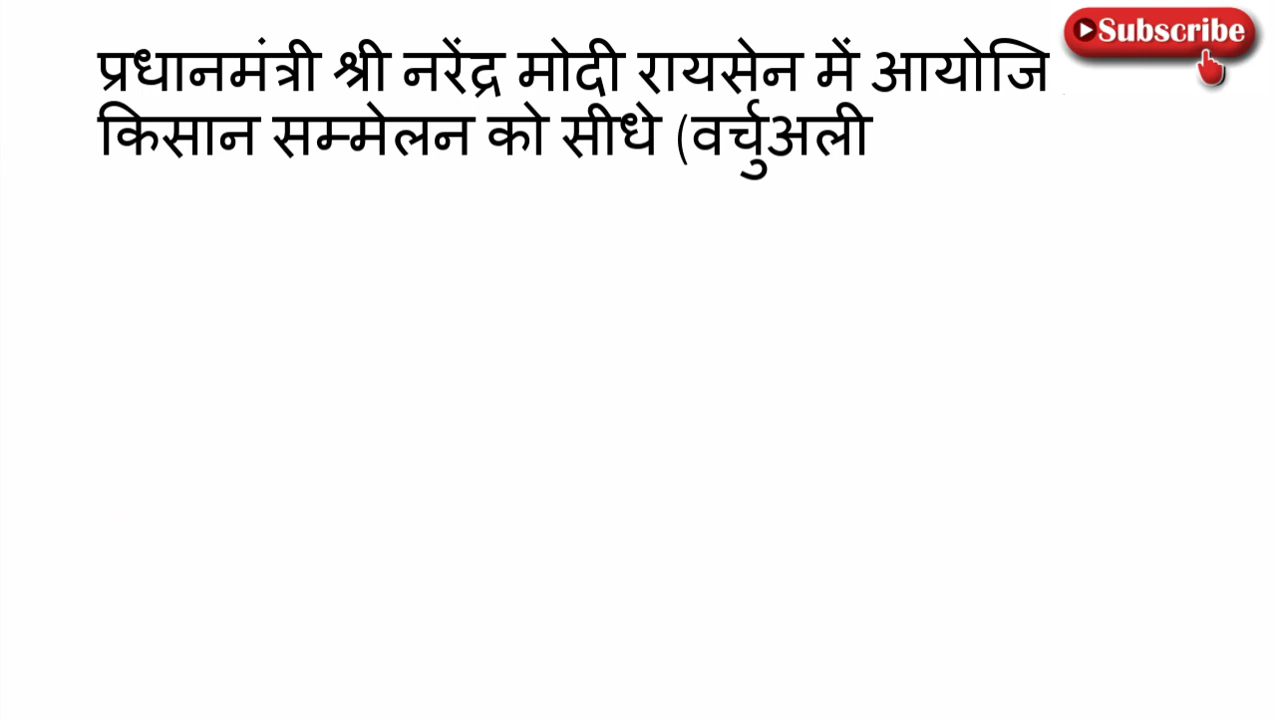 प्रधानमंत्री श्री नरेंद्र मोदी रायसेन में आयोजि
किसान सम्मेलन को सीधे (वर्चुअली
Subscribe